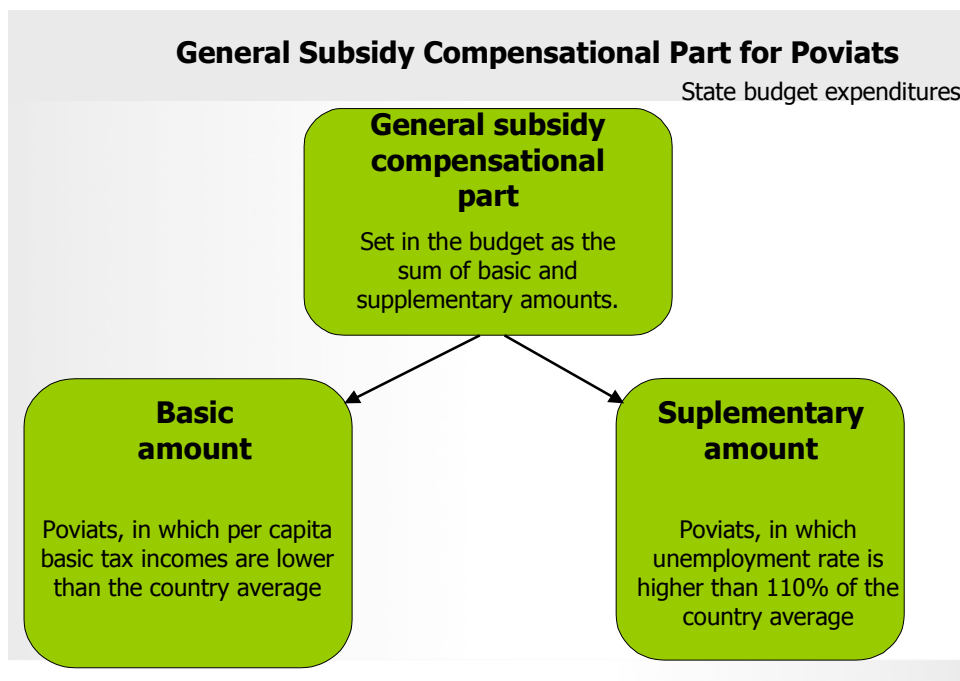 General Subsidy Compensational Part for Poviats
State budget expenditures
General subsidy
compensational
part
Set in the budget as the
sum of basic and
supplementary amounts.
Basic
amount
Poviats, in which per capita
basic tax incomes are lower
than the country average
Suplementary
amount
Poviats, in which
unemployment rate is
higher than 110% of the
country average